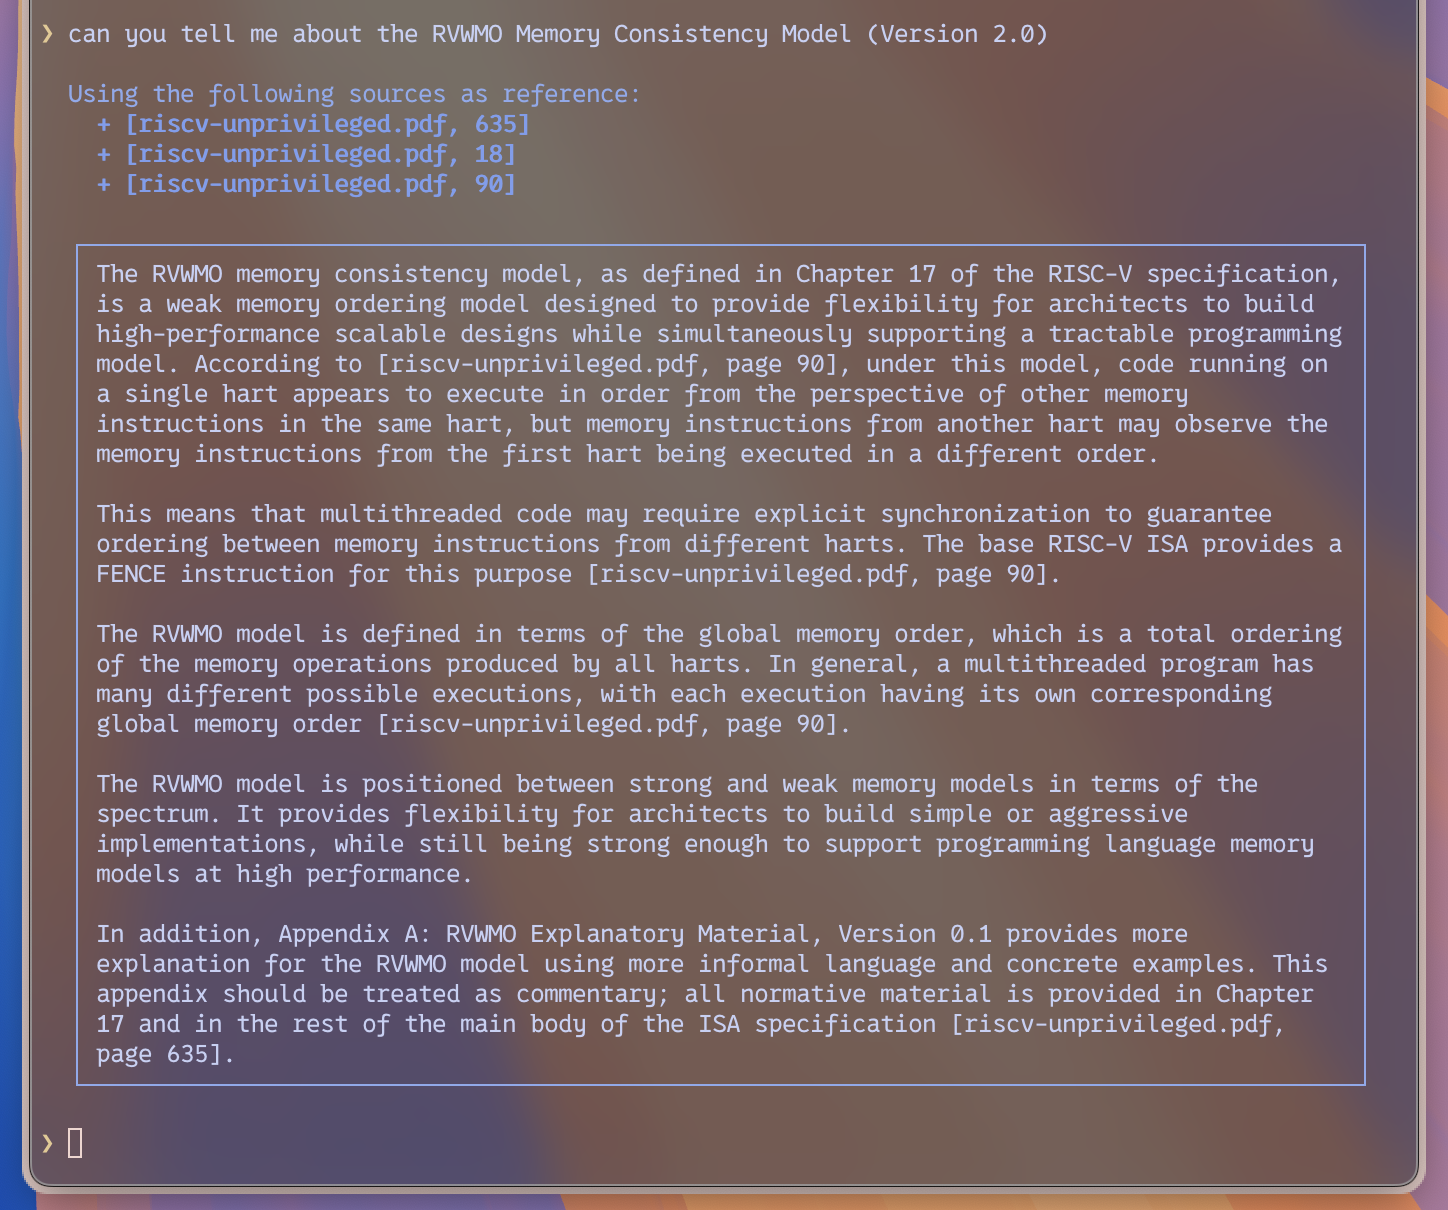 ❯ can you tell me about the RVWMO Memory Consistency Model (Version 2.0)
Using the following sources as reference:
+ [riscv-unprivileged.pdf, 635]
+ [riscv-unprivileged.pdf, 18]
+ [riscv-unprivileged.pdf, 90]
The RVWMO memory consistency model, as defined in Chapter 17 of the RISC-V specification,
is a weak memory ordering model designed to provide flexibility for architects to build
high-performance scalable designs while simultaneously supporting a tractable programming
model. According to [riscv-unprivileged.pdf, page 90], under this model, code running on
a single hart appears to execute in order from the perspective of other memory
instructions in the same hart, but memory instructions from another hart may observe the
memory instructions from the first hart being executed in a different order.
This means that multithreaded code may require explicit synchronization to guarantee
ordering between memory instructions from different harts. The base RISC-V ISA provides a
FENCE instruction for this purpose [riscv-unprivileged.pdf, page 90].
The RVWMO model is defined in terms of the global memory order, which is a total ordering
of the memory operations produced by all harts. In general, a multithreaded program has
many different possible executions, with each execution having its own corresponding
global memory order [riscv-unprivileged.pdf, page 90].
The RVWMO model is positioned between strong and weak memory models in terms of the
spectrum. It provides flexibility for architects to build simple or aggressive
implementations, while still being strong enough to support programming language memory
models at high performance.
In addition, Appendix A: RVWMO Explanatory Material, Version 0.1 provides more
explanation for the RVWMO model using more informal language and concrete examples. This
appendix should be treated as commentary; all normative material is provided in Chapter
17 and in the rest of the main body of the ISA specification [riscv-unprivileged.pdf,
page 635].
❯